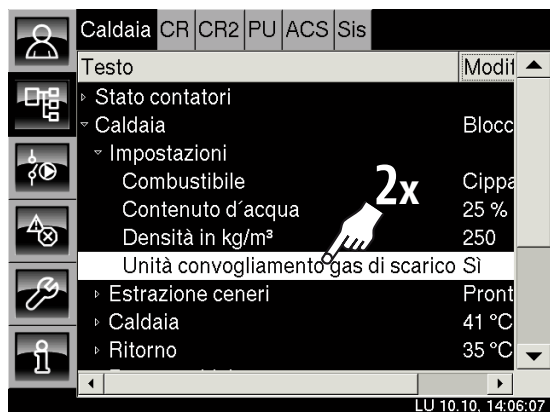 Caldaia CR CR2 PU ACS Sis
Testo Modif
Stato contatori
Caldaia Blocc
Impostazioni
Combustibile Cippa
Contenuto d´acqua 25 %
Densità in kg/m³ 250
Unità convogliamento gas di scarico Sì
Estrazione ceneri Pront
Caldaia 41 °C
Ritorno 35 °C
2x
LU 10.10, 14:06:07